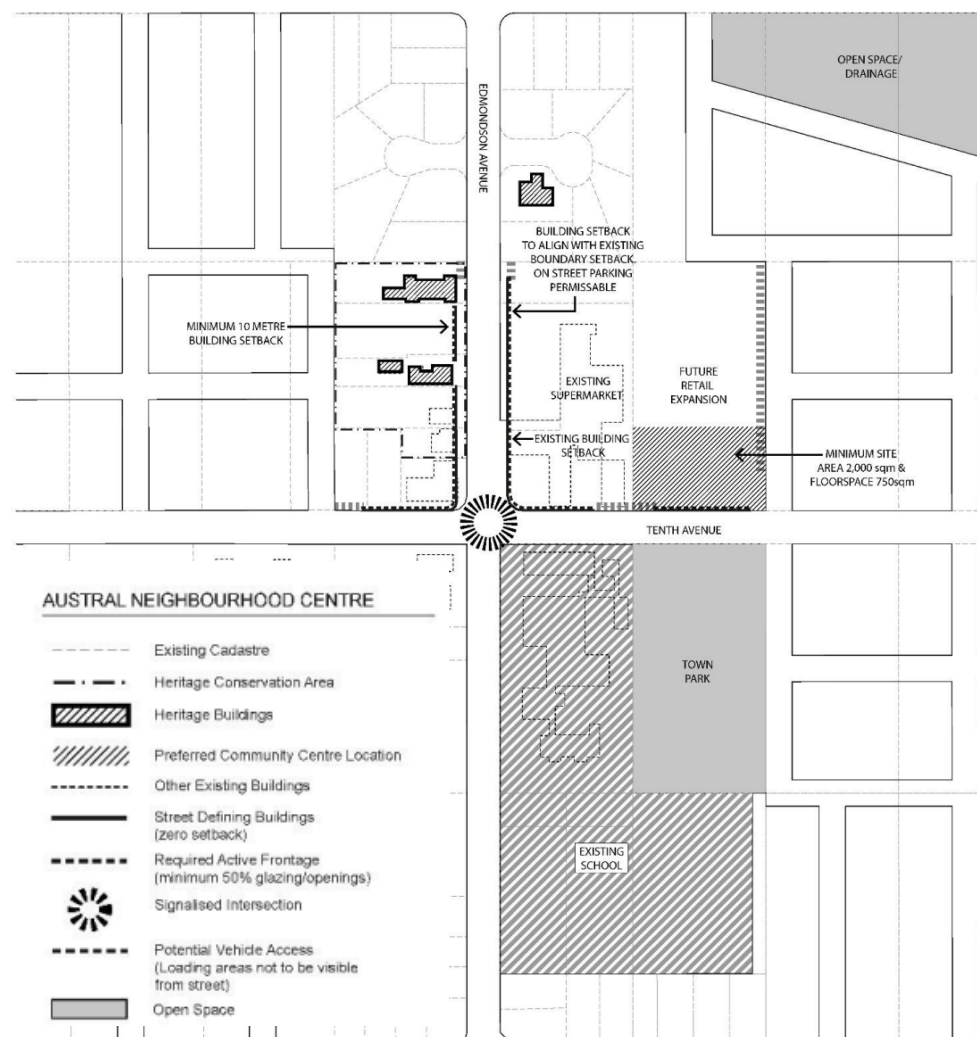 OPEN SPACE/
DRAINAGE
EDMONDSON AVENUE
BUILDING SETBACK
TO ALIGN WITH EXISTING
BOUNDARY SETBACK.
ON STREET PARKING
PERMISSABLE
MINIMUM 10 METRE
BUILDING SETBACK
EXISTING
SUPERMARKET
FUTURE
RETAIL
EXPANSION
EXISTING BUILDING
SETBACK
MINIMUM SITE
AREA 2,000 sqm &
FLOORSPACE 750sqm
TENTH AVENUE
TOWN
PARK
EXISTING
SCHOOL
AUSTRAL NEIGHBOURHOOD CENTRE
Existing Cadastre
Heritage Conservation Area
Heritage Buildings
Preferred Community Centre Location
Other Existing Buildings
Street Defining Buildings
(zero setback)
Required Active Frontage
(minimum 50% glazing/openings)
Signalised Intersection
Potential Vehicle Access
(Loading areas not to be visible
from street)
Open Space